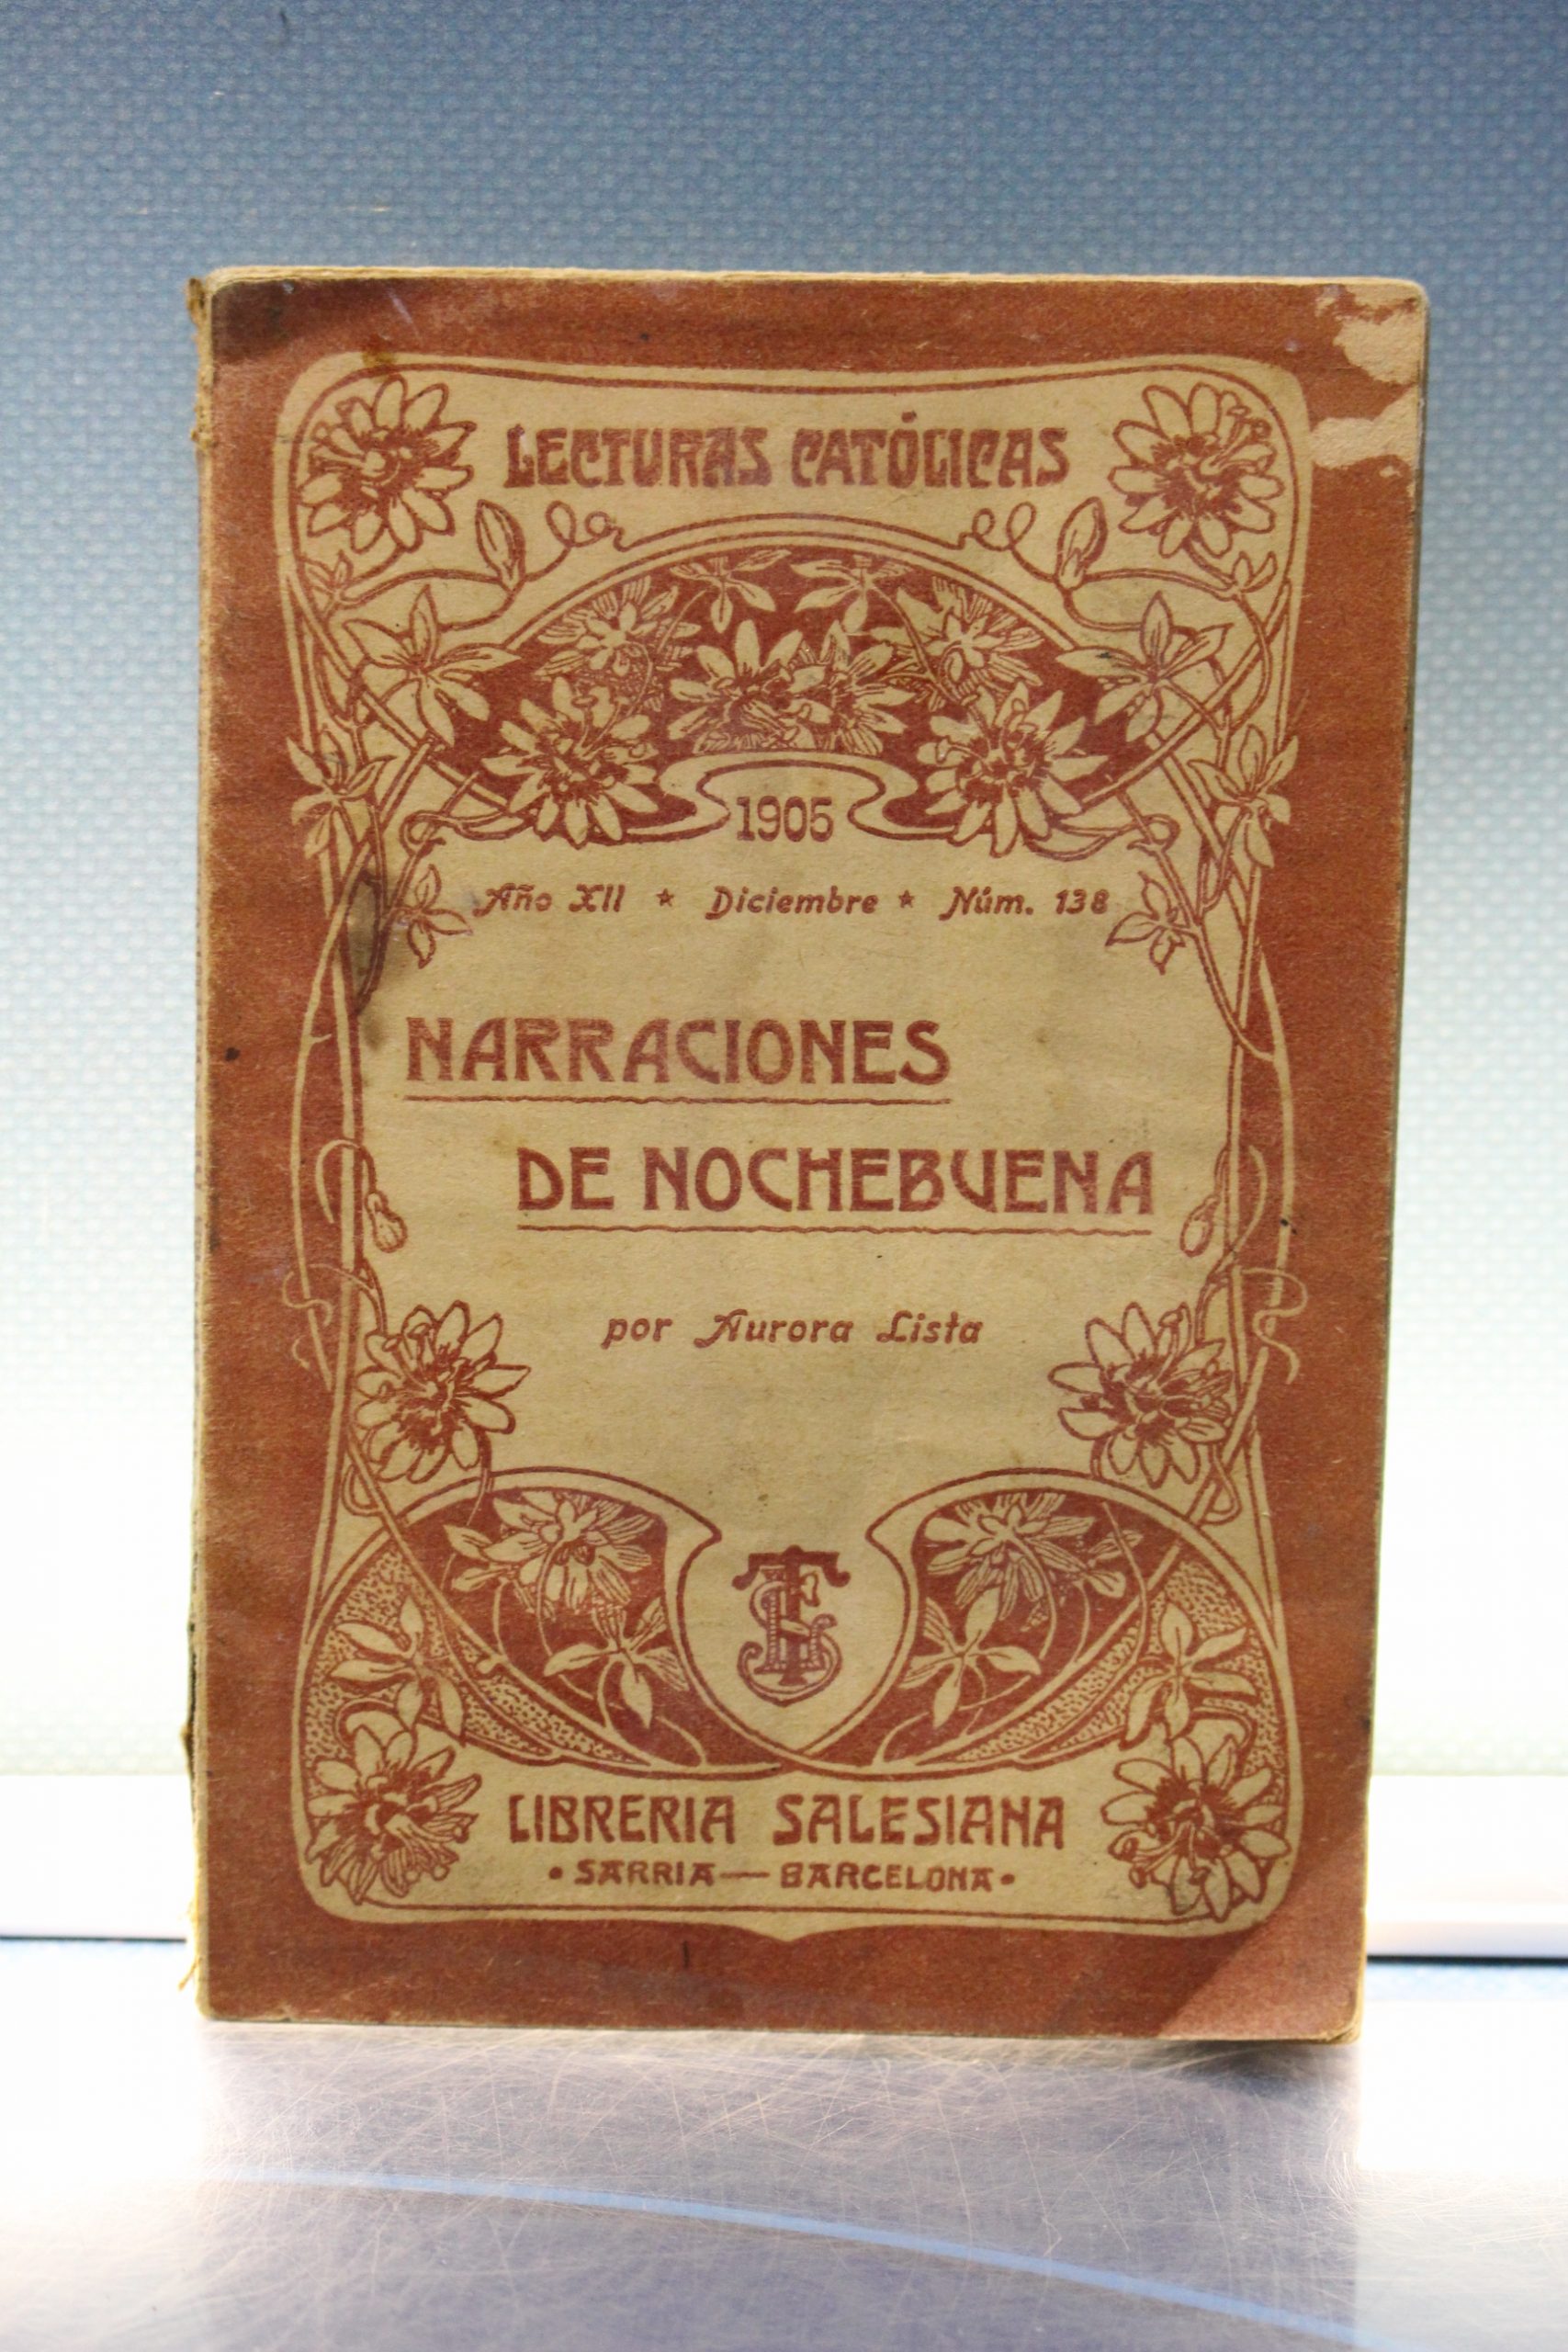 LECTURAS CATÓLICAS
1905
Año XII ★ Diciembre ★ Núm. 138
NARRACIONES
DE NOCHEBUENA
por Aurora Lista
LIBRERIA SALESIANA
• SARRIA — BARCELONA •